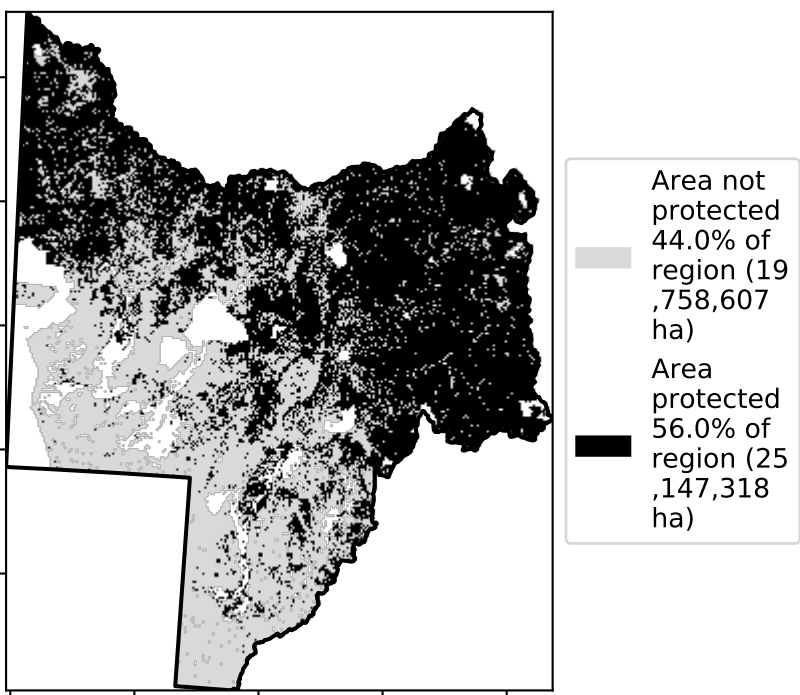 Area not
protected
44.0% of
region (19
,758,607
ha)
Area
protected
56.0% of
region (25
,147,318
ha)